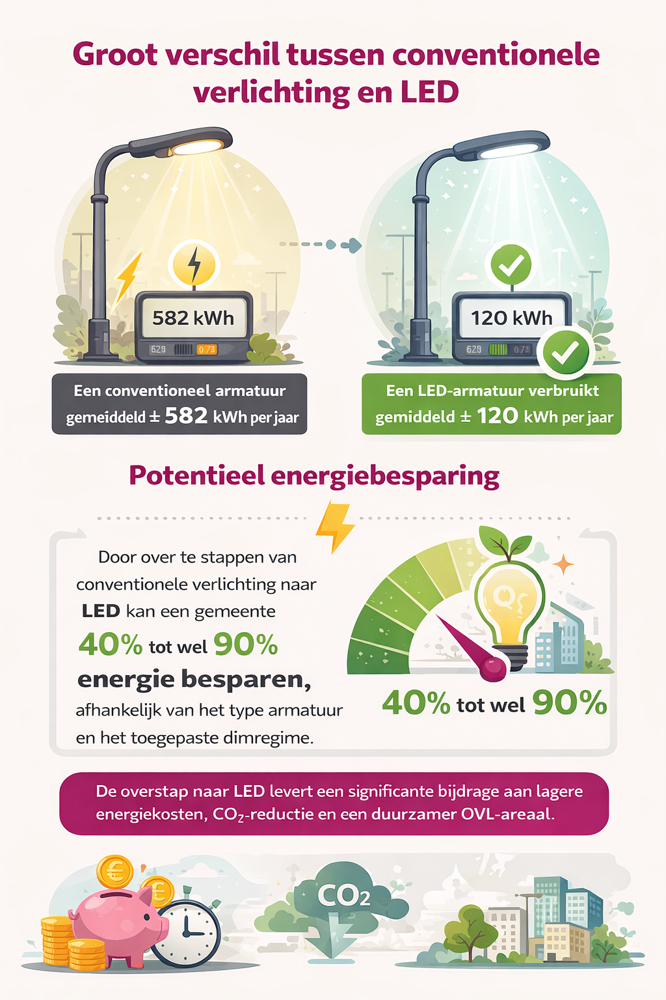 Groot verschil tussen conventionele
verlichting en LED
582 kWh
120 kWh
Een conventioneel armatuur
gemeiddeld ± 582 kWh per jaar
Een LED-armatuur verbruikt
gemiddeld ± 120 kWh per jaar
Potentieel energiebesparing
Door over te stappen van
conventionele verlichting naar
LED kan een gemeente
40% tot wel 90%
energie besparen,
afhankelijk van het type armatuur
en het toegepaste dimregime.
40% tot wel 90%
De overstap naar LED levert een significante bijdrage aan lagere
energiekosten, CO₂-reductie en een duurzamer OVL-areaal.
€
€
CO₂